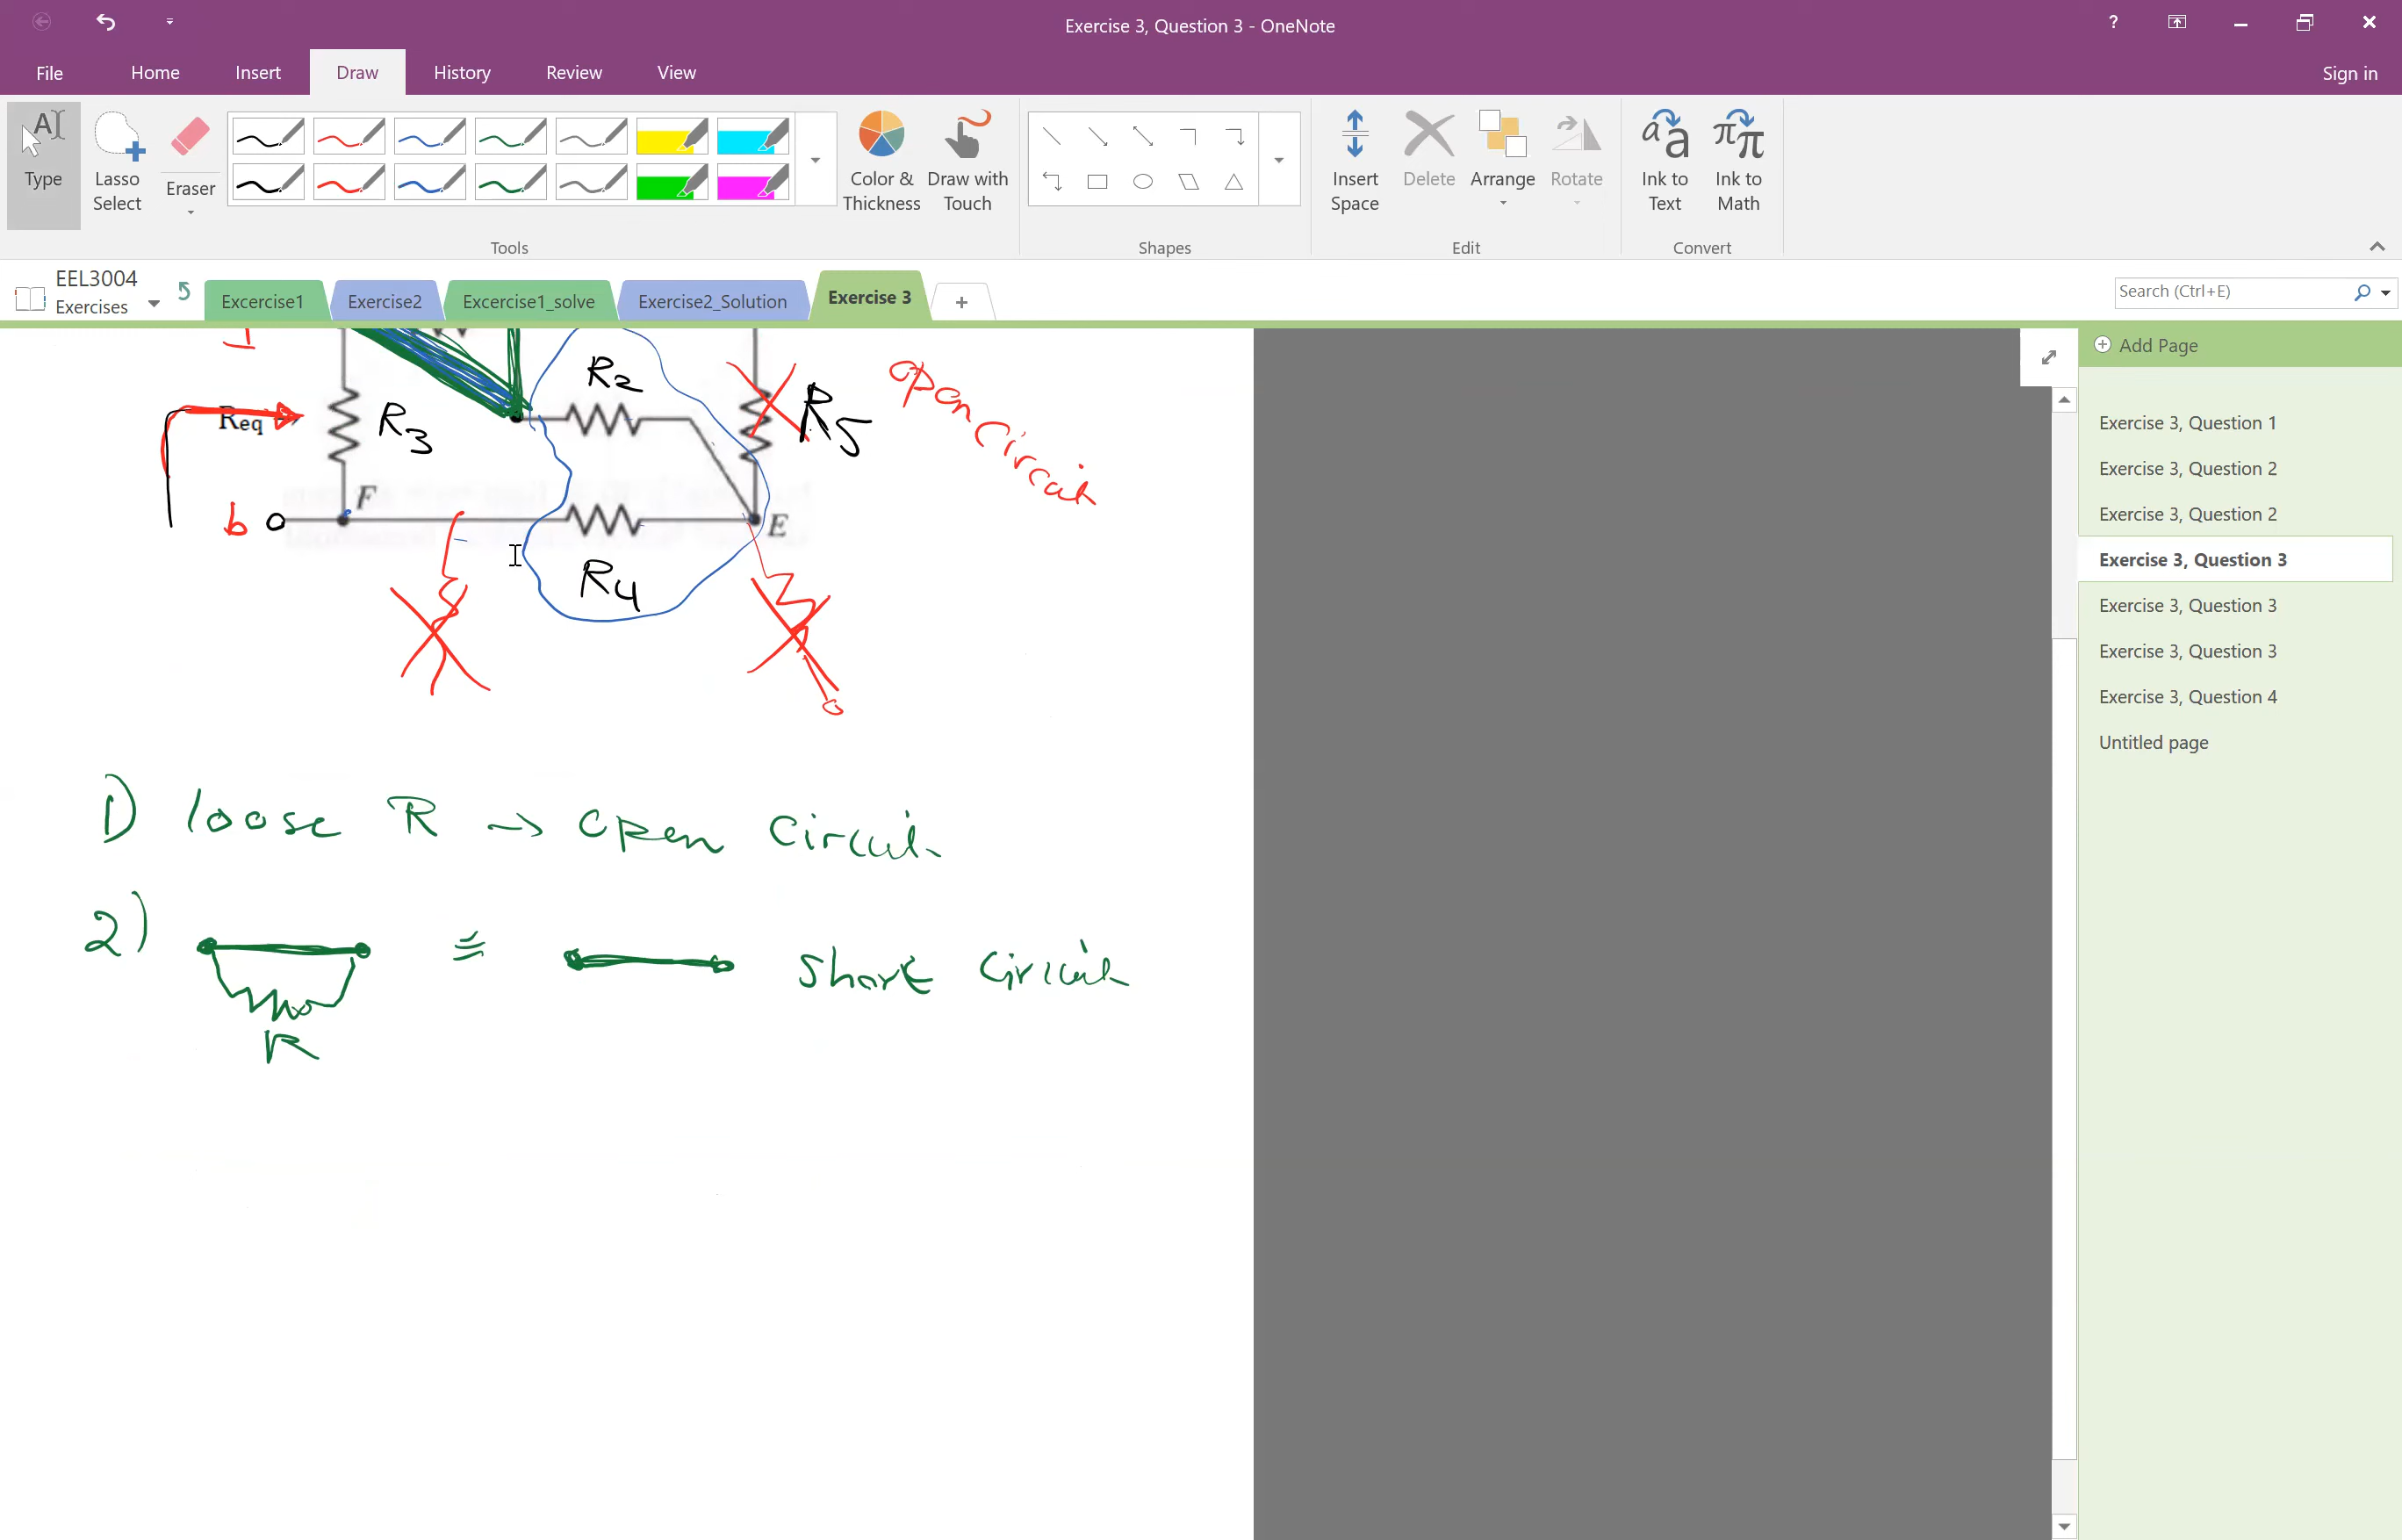 Exercise 3, Question 3 - OneNote
?
File Home Insert Draw History Review View Sign in
Type
Lasso Select
Eraser
Color & Thickness
Draw with Touch
Insert Space
Delete
Arrange
Rotate
Ink to Text
Ink to Math
Tools Shapes Edit Convert
EEL3004
Exercises
Excercise1 Exercise2 Excercise1_solve Exercise2_Solution Exercise 3 +
Search (Ctrl+E)
Add Page
Exercise 3, Question 1
Exercise 3, Question 2
Exercise 3, Question 2
Exercise 3, Question 3
Exercise 3, Question 3
Exercise 3, Question 3
Exercise 3, Question 4
Untitled page
R2
open circuit
Req
R3
R5
F
b
E
R4
1) loose R → open circuit
2) ≡ short circuit
R